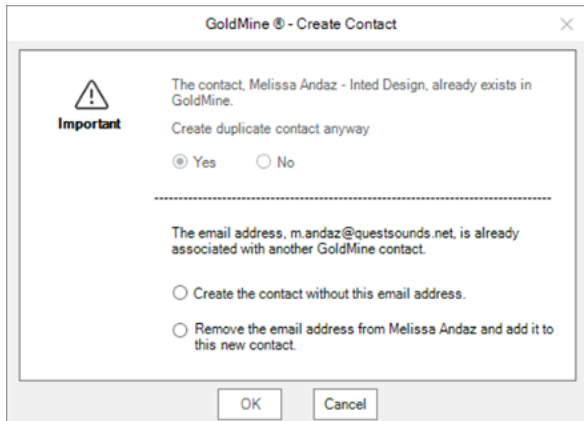 GoldMine ® - Create Contact
The contact, Melissa Andaz - Inted Design, already exists in
GoldMine.
Important
Create duplicate contact anyway
Yes No
The email address, m.andaz@questsounds.net, is already
associated with another GoldMine contact.
Create the contact without this email address.
Remove the email address from Melissa Andaz and add it to
this new contact.
OK Cancel